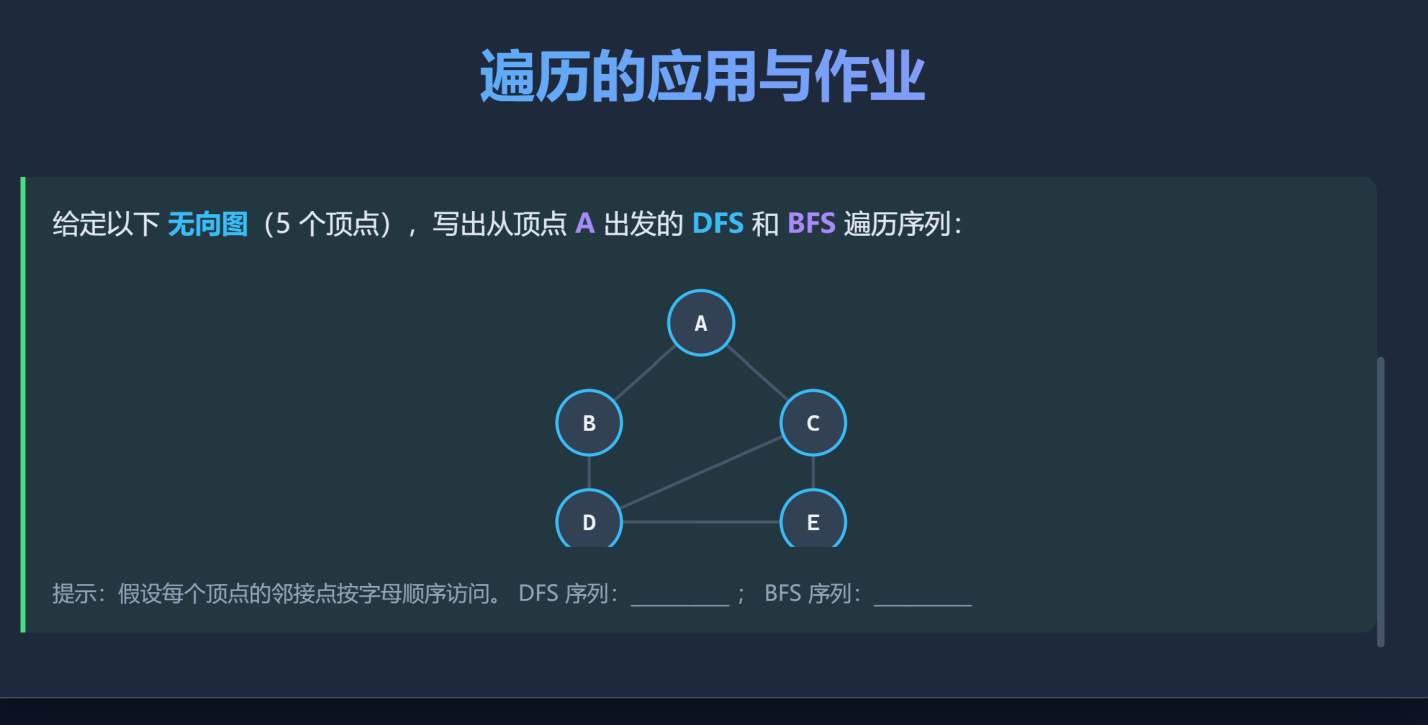 遍历的应用与作业
给定以下 无向图（5 个顶点），写出从顶点 A 出发的 DFS 和 BFS 遍历序列：
A
B
C
D
E
提示：假设每个顶点的邻接点按字母顺序访问。 DFS 序列：_________ ； BFS 序列：_________